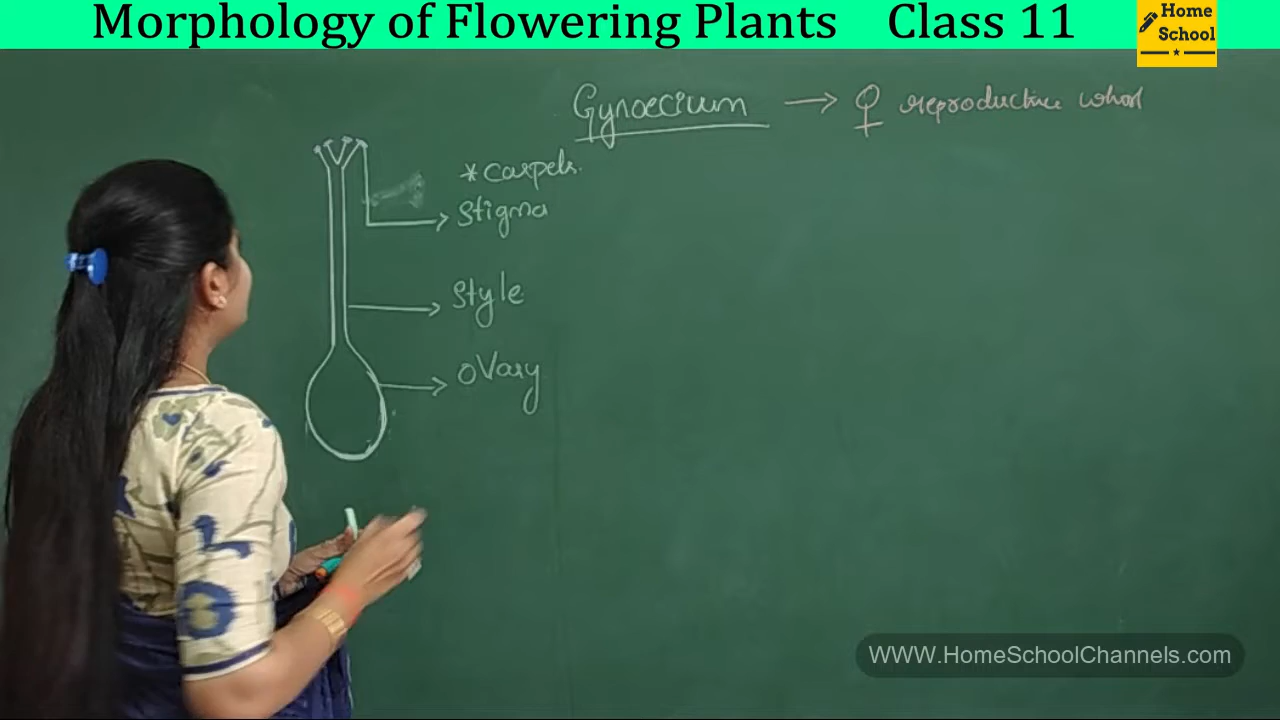 Morphology of Flowering Plants Class 11
Home
School
Gynoecium → ♀ reproductive whorl
*Carpels.
Stigma
Style
Ovary
WWW.HomeSchoolChannels.com